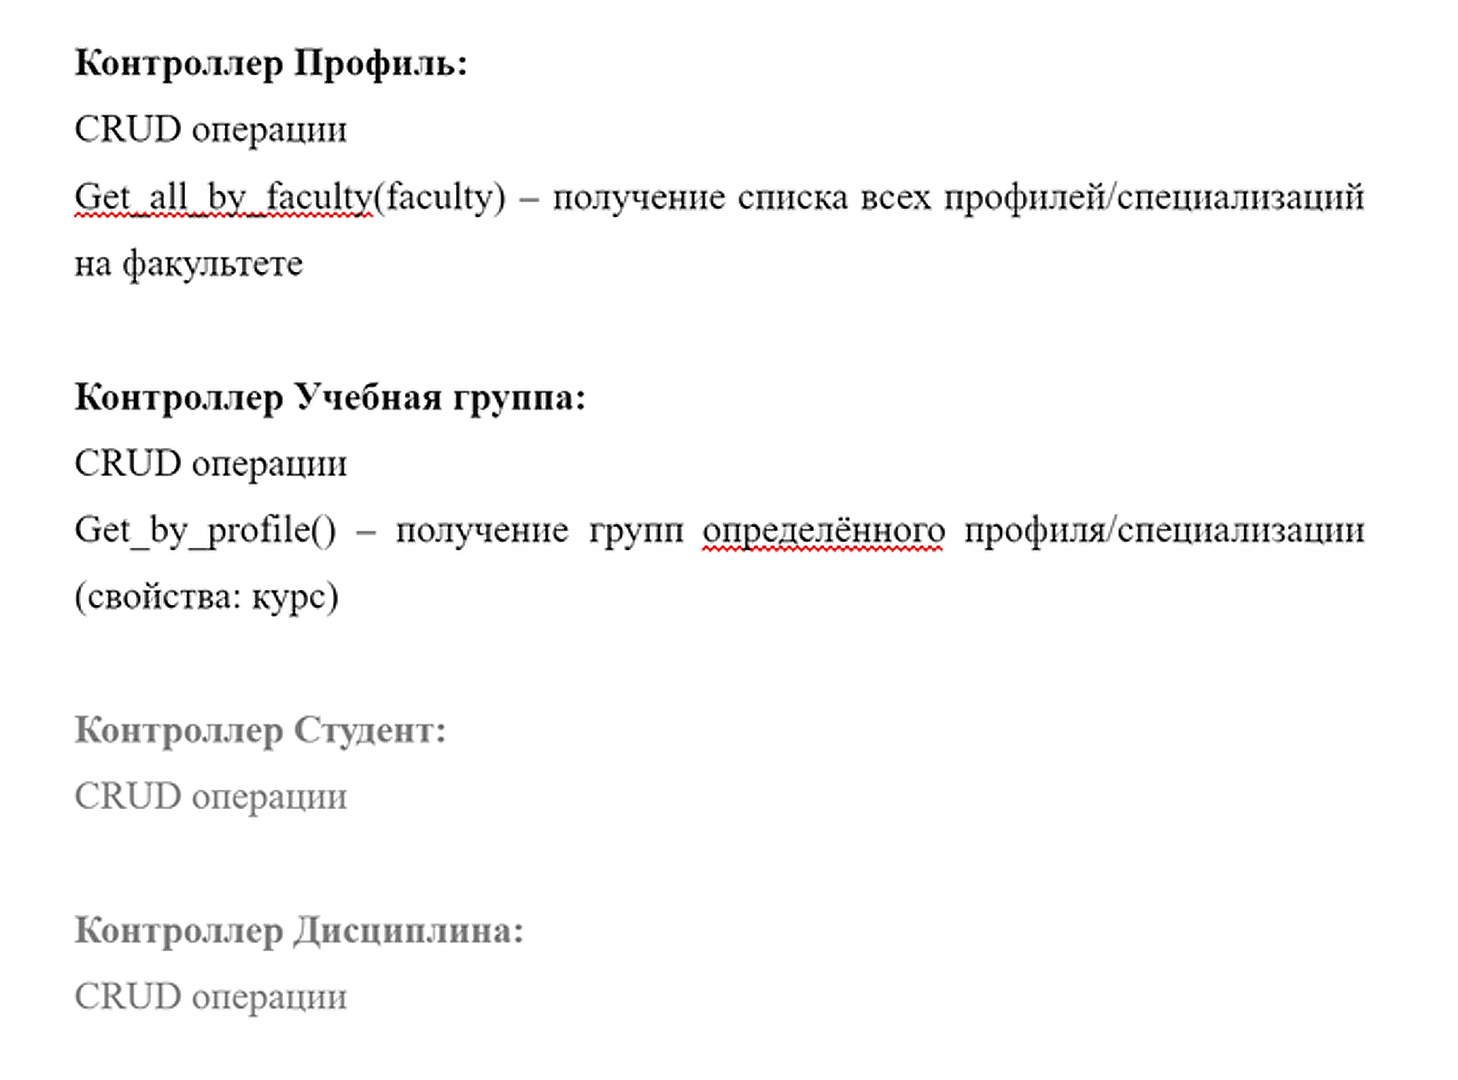 Контроллер Профиль:
CRUD операции
Get_all_by_faculty(faculty) – получение списка всех профилей/специализаций
на факультете
Контроллер Учебная группа:
CRUD операции
Get_by_profile() – получение групп определённого профиля/специализации
(свойства: курс)
Контроллер Студент:
CRUD операции
Контроллер Дисциплина:
CRUD операции